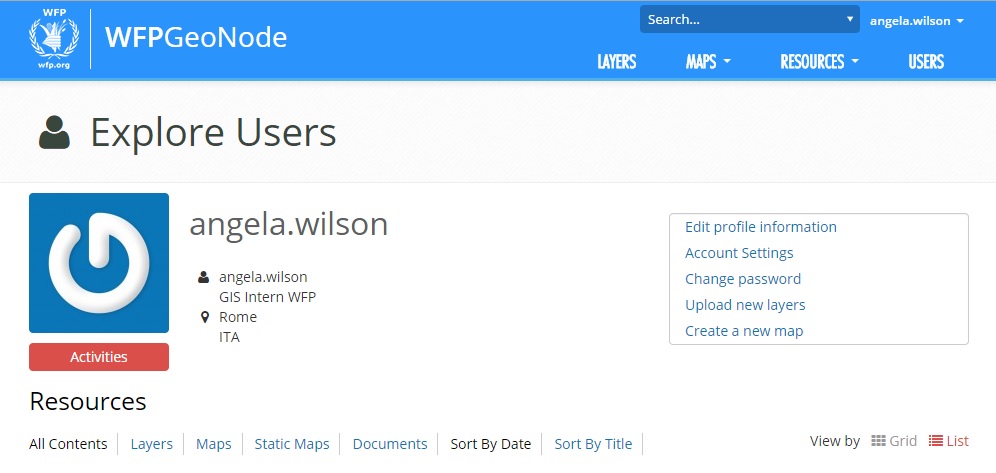 WFP
wfp.org
WFPGeoNode
Search...
angela.wilson
LAYERS MAPS RESOURCES USERS
Explore Users
angela.wilson
angela.wilson
GIS Intern WFP
Rome
ITA
Activities
Edit profile information
Account Settings
Change password
Upload new layers
Create a new map
Resources
All Contents Layers Maps Static Maps Documents Sort By Date Sort By Title View by Grid List